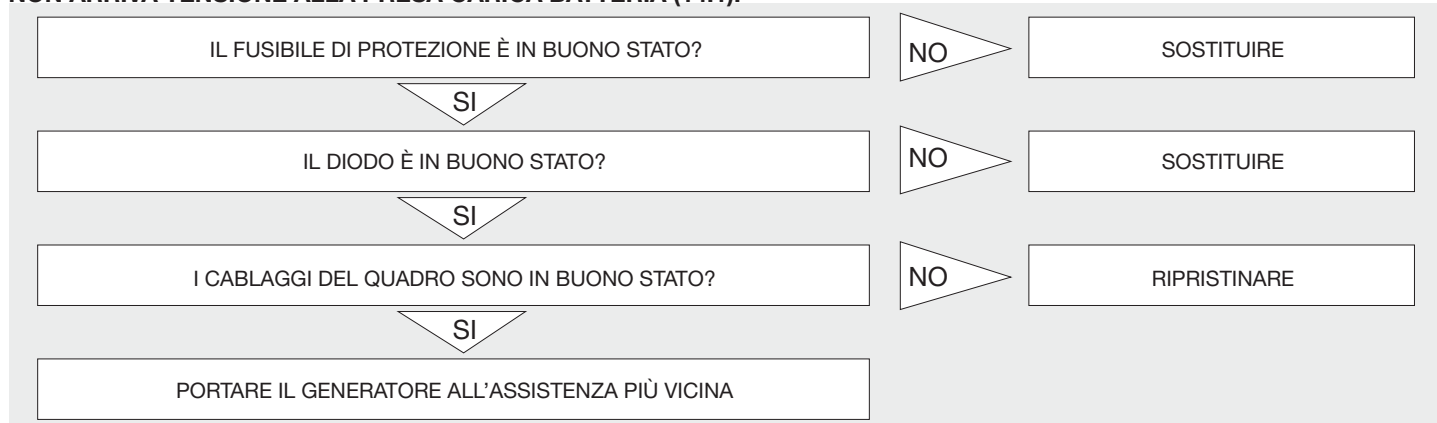 IL FUSIBILE DI PROTEZIONE È IN BUONO STATO? NO SOSTITUIRE
SI
IL DIODO È IN BUONO STATO? NO SOSTITUIRE
SI
I CABLAGGI DEL QUADRO SONO IN BUONO STATO? NO RIPRISTINARE
SI
PORTARE IL GENERATORE ALL'ASSISTENZA PIÙ VICINA